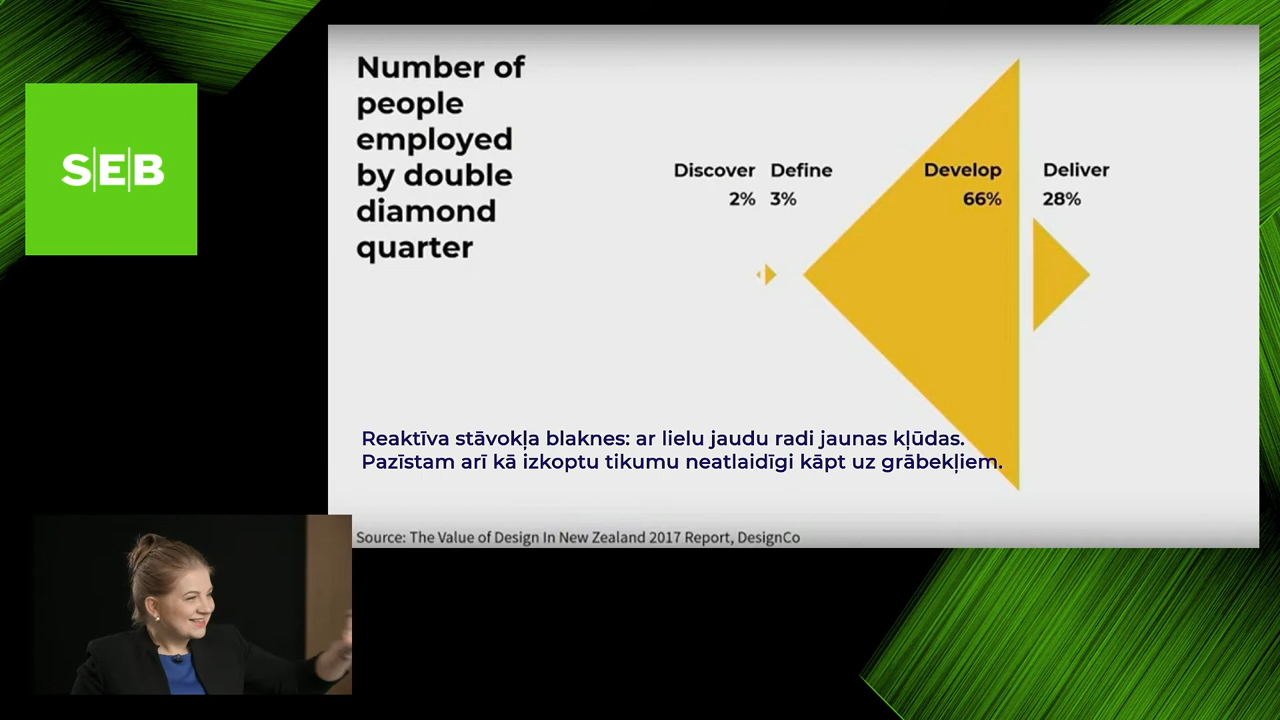 SEB
Number of
people
employed
by double
diamond
quarter
Discover
2%
Define
3%
Develop
66%
Deliver
28%
Reaktīva stāvokļa blaknes: ar lielu jaudu radi jaunas kļūdas.
Pazīstam arī kā izkoptu tikumu neatlaidīgi kāpt uz grābekļiem.
Source: The Value of Design In New Zealand 2017 Report, DesignCo